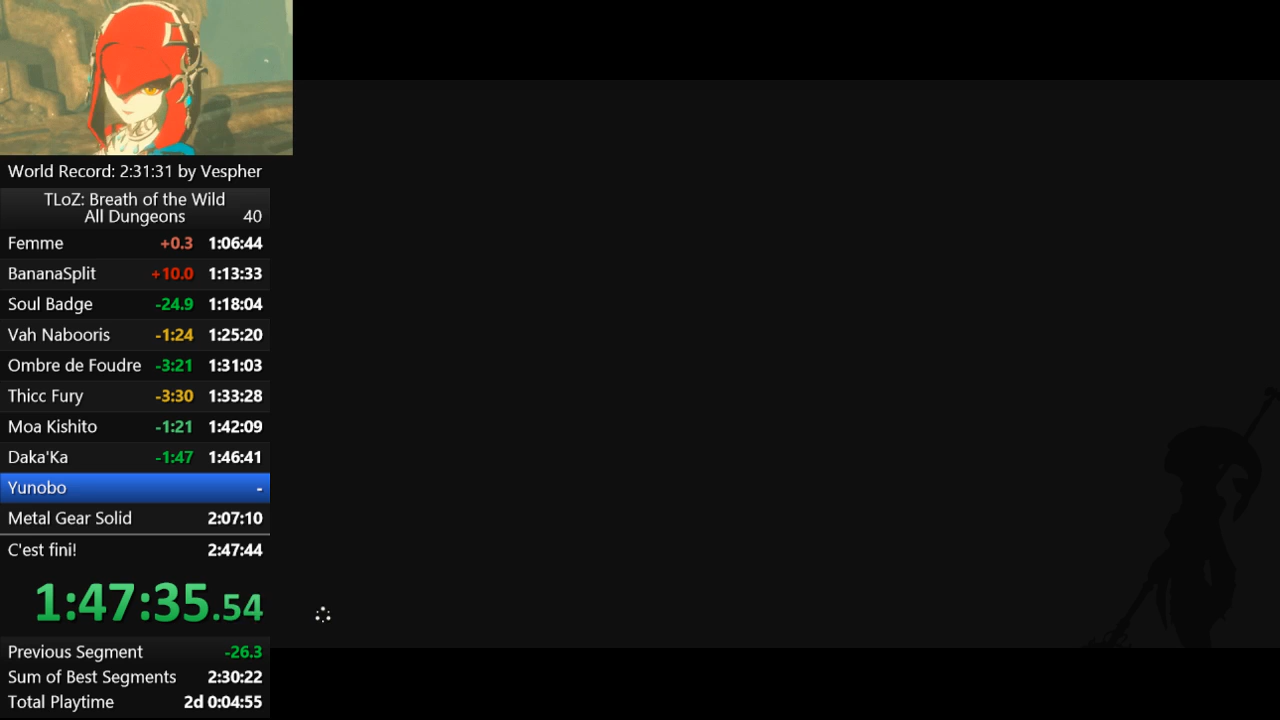 World Record: 2:31:31 by Vespher
TLoZ: Breath of the Wild
All Dungeons 40
Femme +0.3 1:06:44
BananaSplit +10.0 1:13:33
Soul Badge -24.9 1:18:04
Vah Nabooris -1:24 1:25:20
Ombre de Foudre -3:21 1:31:03
Thicc Fury -3:30 1:33:28
Moa Kishito -1:21 1:42:09
Daka'Ka -1:47 1:46:41
Yunobo -
Metal Gear Solid 2:07:10
C'est fini! 2:47:44
1:47:35.54
Previous Segment -26.3
Sum of Best Segments 2:30:22
Total Playtime 2d 0:04:55